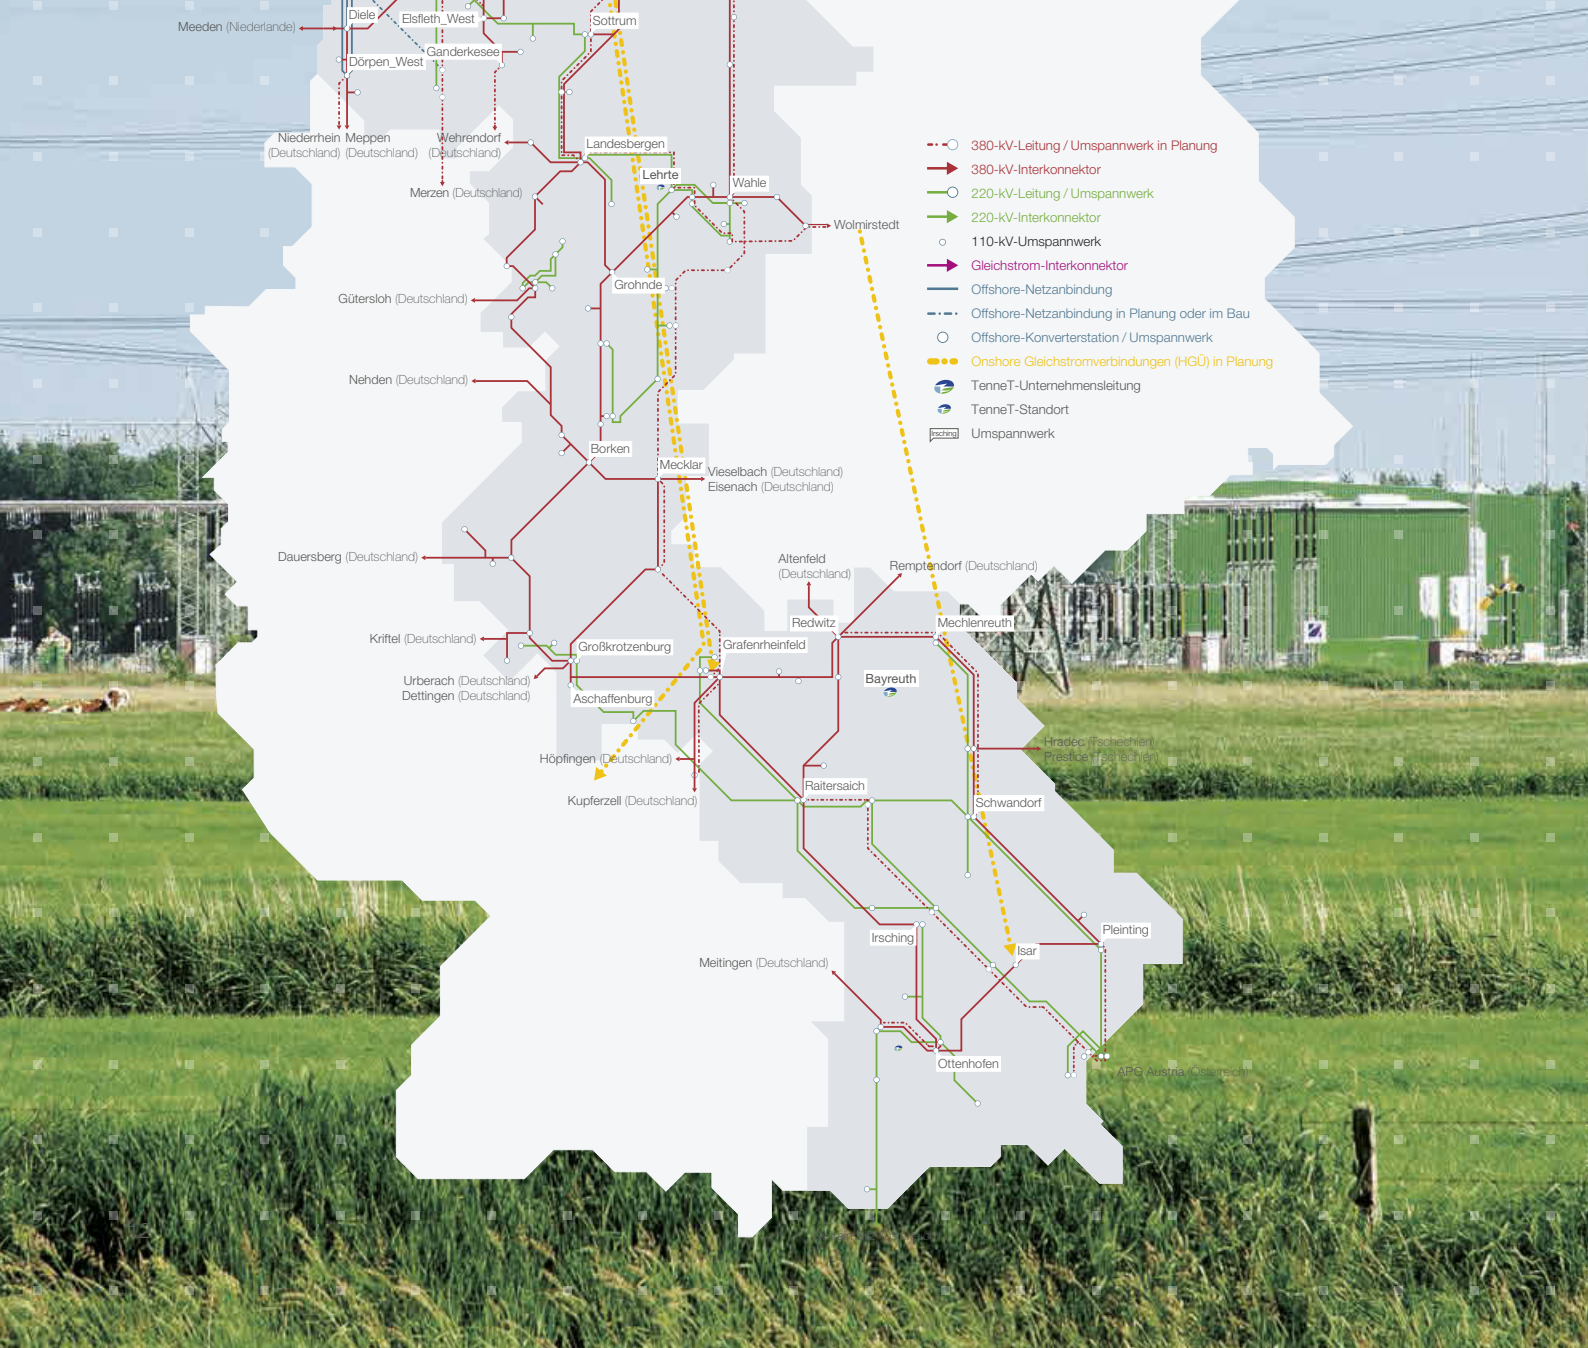 Diele
Elsfleth_West
Sottrum
Meeden (Niederlande)
Ganderkesee
Dörpen_West
Niederrhein
(Deutschland)
Meppen
(Deutschland)
Wehrendorf
(Deutschland)
Landesbergen
Lehrte
Wahle
Merzen (Deutschland)
Wolmirstedt
Grohnde
Gütersloh (Deutschland)
Nehden (Deutschland)
Borken
Mecklar
Vieselbach (Deutschland)
Eisenach (Deutschland)
380-kV-Leitung / Umspannwerk in Planung
380-kV-Interkonnektor
220-kV-Leitung / Umspannwerk
220-kV-Interkonnektor
110-kV-Umspannwerk
Gleichstrom-Interkonnektor
Offshore-Netzanbindung
Offshore-Netzanbindung in Planung oder im Bau
Offshore-Konverterstation / Umspannwerk
Onshore Gleichstromverbindungen (HGÜ) in Planung
TenneT-Unternehmensleitung
TenneT-Standort
Irsching
Umspannwerk
Dauersberg (Deutschland)
Altenfeld
(Deutschland)
Remptendorf (Deutschland)
Redwitz
Mechlenreuth
Kriftel (Deutschland)
Großkrotzenburg
Grafenrheinfeld
Urberach (Deutschland)
Dettingen (Deutschland)
Aschaffenburg
Bayreuth
Höpfingen (Deutschland)
Hradec (Tschechien)
Prestice (Tschechien)
Kupferzell (Deutschland)
Raitersaich
Schwandorf
Irsching
Pleinting
Isar
Meitingen (Deutschland)
Ottenhofen
APG Austria (Österreich)